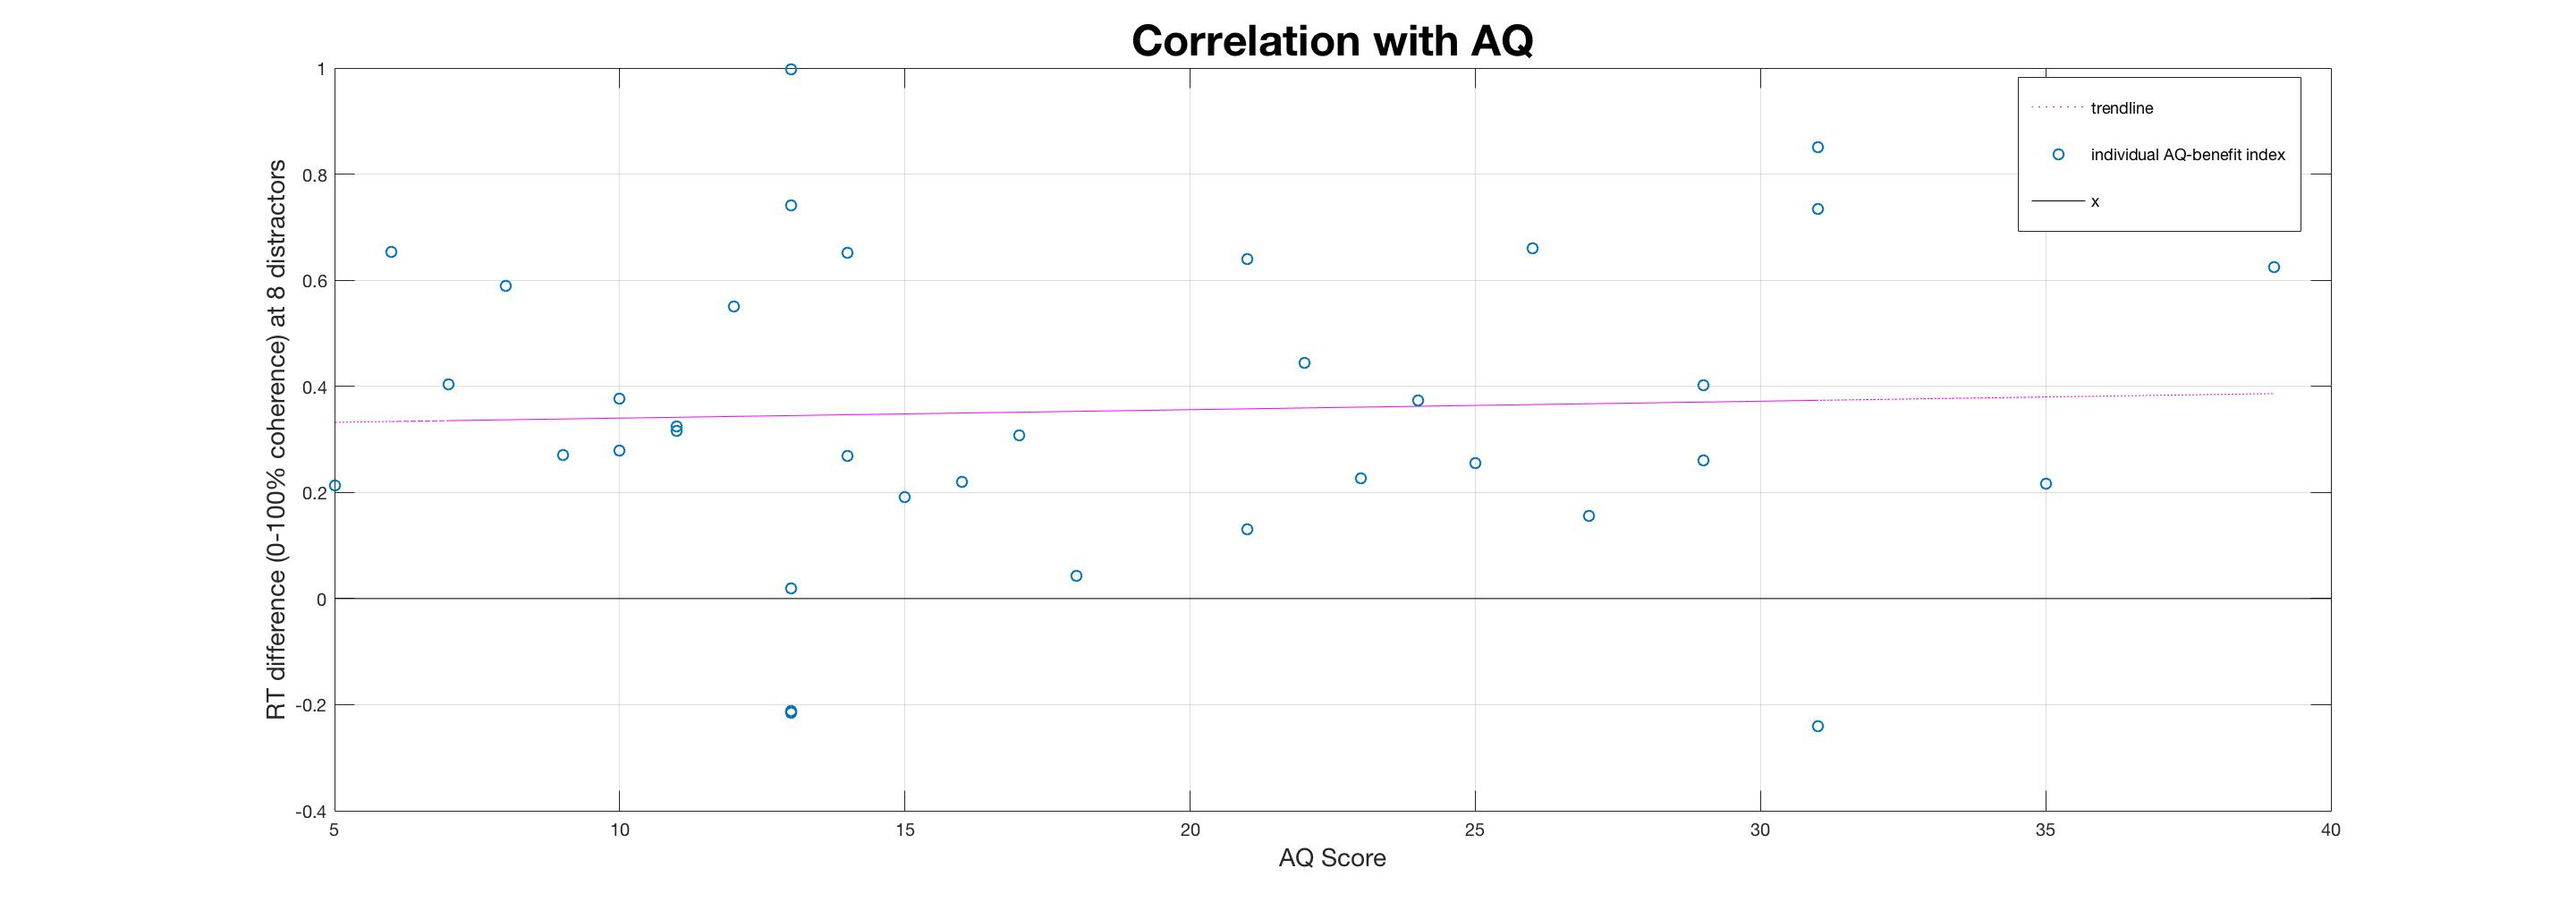 Correlation with AQ
1
0.8
0.6
0.4
0.2
0
-0.2
-0.4
RT difference (0-100% coherence) at 8 distractors
trendline
individual AQ-benefit index
x
5 10 15 20 25 30 35 40
AQ Score